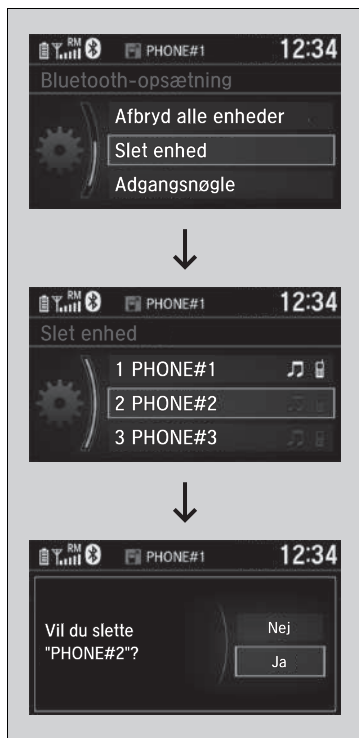 RM PHONE#1 12:34
Bluetooth-opsætning
Afbryd alle enheder
Slet enhed
Adgangsnøgle
RM PHONE#1 12:34
Slet enhed
1 PHONE#1
2 PHONE#2
3 PHONE#3
RM PHONE#1 12:34
Vil du slette
"PHONE#2"?
Nej
Ja